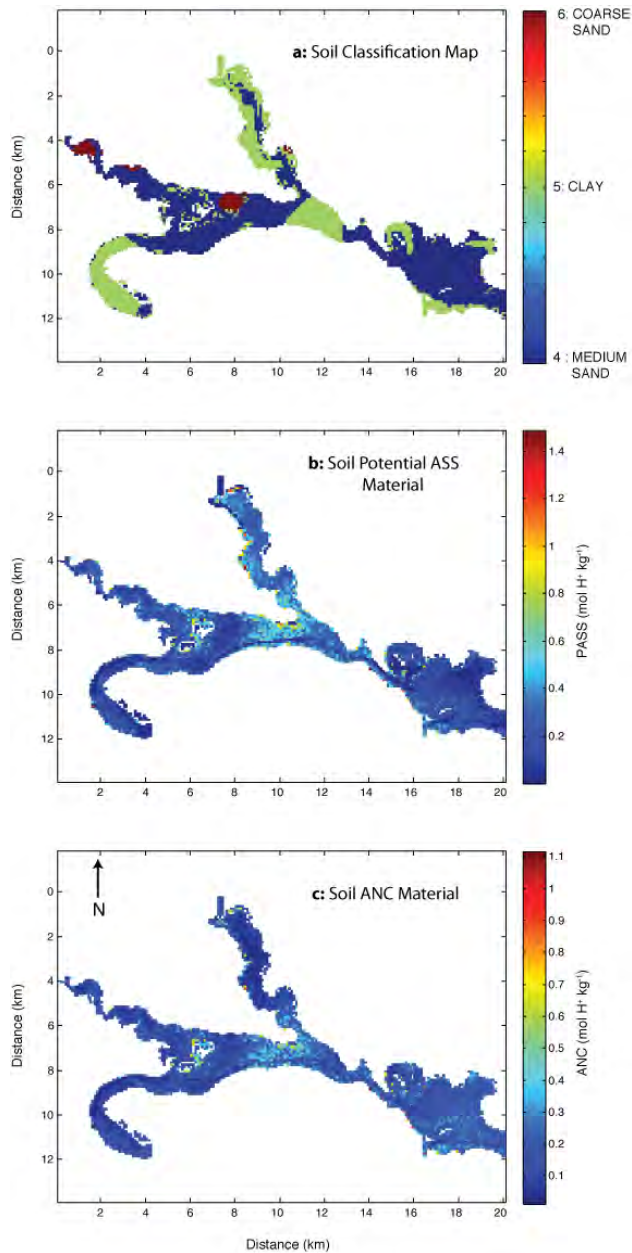 6: COARSE
SAND
a: Soil Classification Map
0
2
4
6
8
10
12
Distance (km)
5: CLAY
4 : MEDIUM
SAND
2 4 6 8 10 12 14 16 18 20
b: Soil Potential ASS
Material
0
2
4
6
8
10
12
Distance (km)
1.4
1.2
1
0.8
0.6
0.4
0.2
PASS (mol H⁺ kg⁻¹)
2 4 6 8 10 12 14 16 18 20
N
c: Soil ANC Material
0
2
4
6
8
10
12
Distance (km)
1.1
1
0.9
0.8
0.7
0.6
0.5
0.4
0.3
0.2
0.1
ANC (mol H⁺ kg⁻¹)
2 4 6 8 10 12 14 16 18 20
Distance (km)